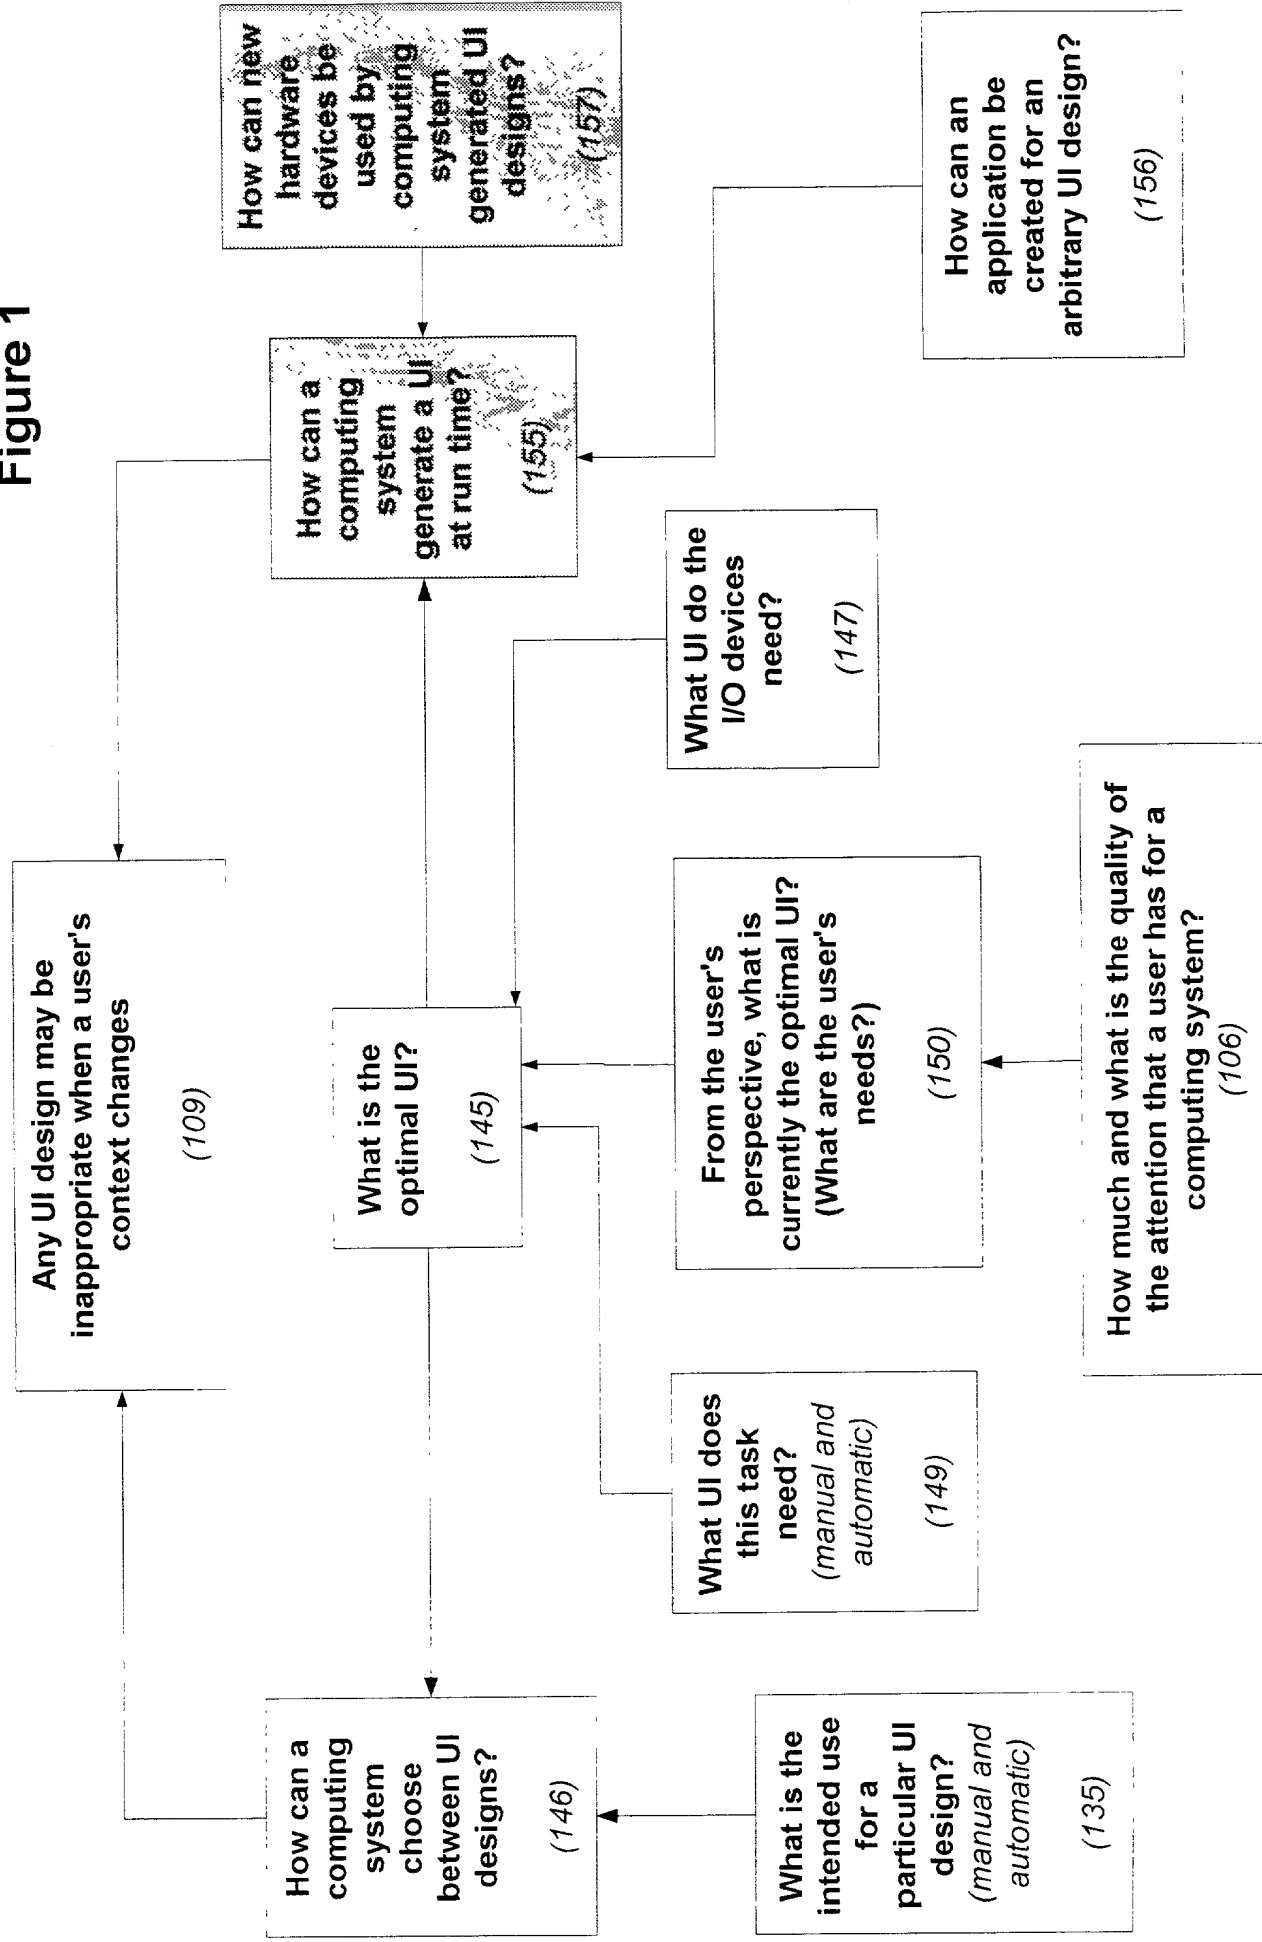 Figure 1
Any UI design may be
inappropriate when a user's
context changes
(109)
How can a
computing
system
choose
between UI
designs?
(146)
What is the
optimal UI?
(145)
How can a
computing
system
generate a UI
at run time?
(155)
How can new
hardware
devices be
used by
computing
system
generated UI
designs?
(157)
What is the
intended use
for a
particular UI
design?
(manual and
automatic)
(135)
What UI does
this task
need?
(manual and
automatic)
(149)
From the user's
perspective, what is
currently the optimal UI?
(What are the user's
needs?)
(150)
What UI do the
I/O devices
need?
(147)
How can an
application be
created for an
arbitrary UI design?
(156)
How much and what is the quality of
the attention that a user has for a
computing system?
(106)